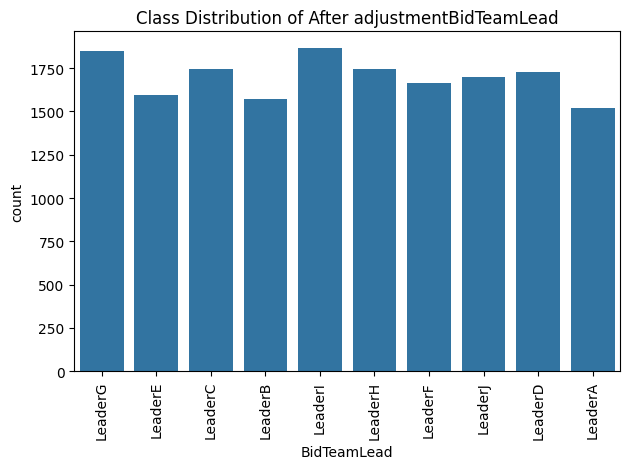 Class Distribution of After adjustmentBidTeamLead
1750
1500
1250
1000
750
500
250
0
count
LeaderG
LeaderE
LeaderC
LeaderB
LeaderI
LeaderH
LeaderF
LeaderJ
LeaderD
LeaderA
BidTeamLead